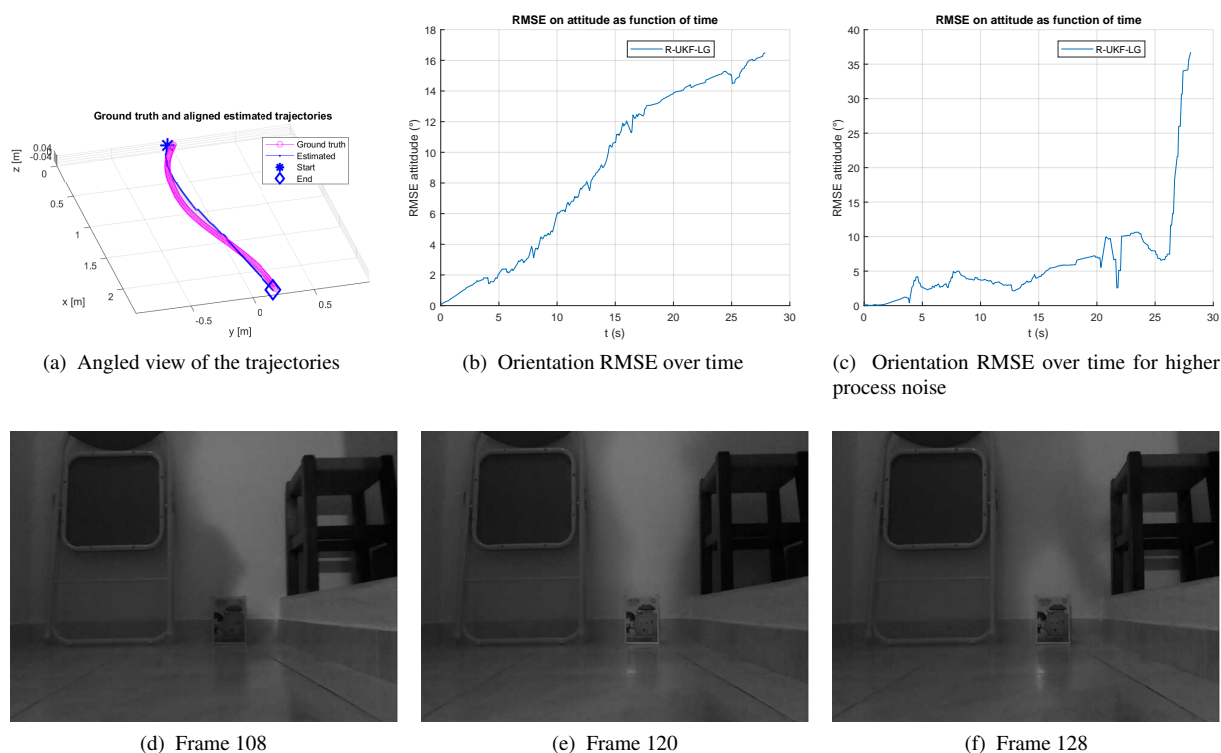 Ground truth and aligned estimated trajectories
Ground truth
Estimated
Start
End
z [m]
0.04
0
-0.04
0
0.5
1
1.5
2
x [m]
-0.5
0
0.5
y [m]
(a) Angled view of the trajectories
RMSE on attitude as function of time
R-UKF-LG
RMSE attitdude (°)
18
16
14
12
10
8
6
4
2
0
0 5 10 15 20 25 30
t (s)
(b) Orientation RMSE over time
RMSE on attitude as function of time
R-UKF-LG
RMSE attitdude (°)
40
35
30
25
20
15
10
5
0
0 5 10 15 20 25 30
t (s)
(c) Orientation RMSE over time for higher
process noise
(d) Frame 108
(e) Frame 120
(f) Frame 128